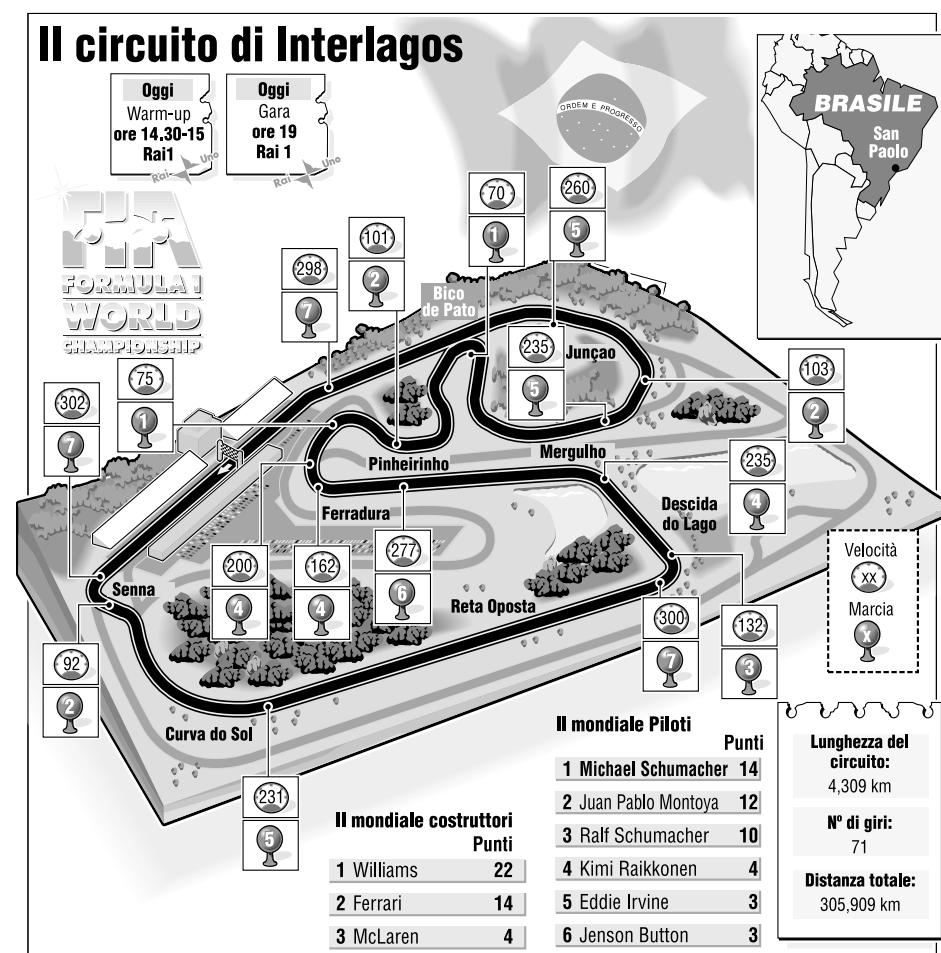 Il circuito di Interlagos
Oggi
Warm-up
ore 14.30-15
Rai1
Rai Uno
Oggi
Gara
ore 19
Rai 1
Rai Uno
ORDEM E PROGRESSO
BRASILE
San
Paolo
FIA
FORMULA 1
WORLD
CHAMPIONSHIP
70
1
260
5
101
2
298
7
Bico
de Pato
235
5
Junçao
103
2
75
1
302
7
Pinheirinho
Mergulho
235
4
Descida
do Lago
Ferradura
200
4
162
4
277
6
Velocità
xx
Marcia
X
Senna
Reta Oposta
300
7
132
3
92
2
Curva do Sol
231
5
Il mondiale costruttori
Punti
1 Williams 22
2 Ferrari 14
3 McLaren 4
Il mondiale Piloti
Punti
1 Michael Schumacher 14
2 Juan Pablo Montoya 12
3 Ralf Schumacher 10
4 Kimi Raikkonen 4
5 Eddie Irvine 3
6 Jenson Button 3
Lunghezza del
circuito:
4,309 km
Nº di giri:
71
Distanza totale:
305,909 km